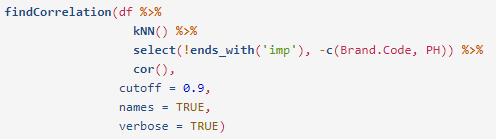 findCorrelation(df %>%
kNN() %>%
select(!ends_with('imp'), -c(Brand.Code, PH)) %>%
cor(),
cutoff = 0.9,
names = TRUE,
verbose = TRUE)